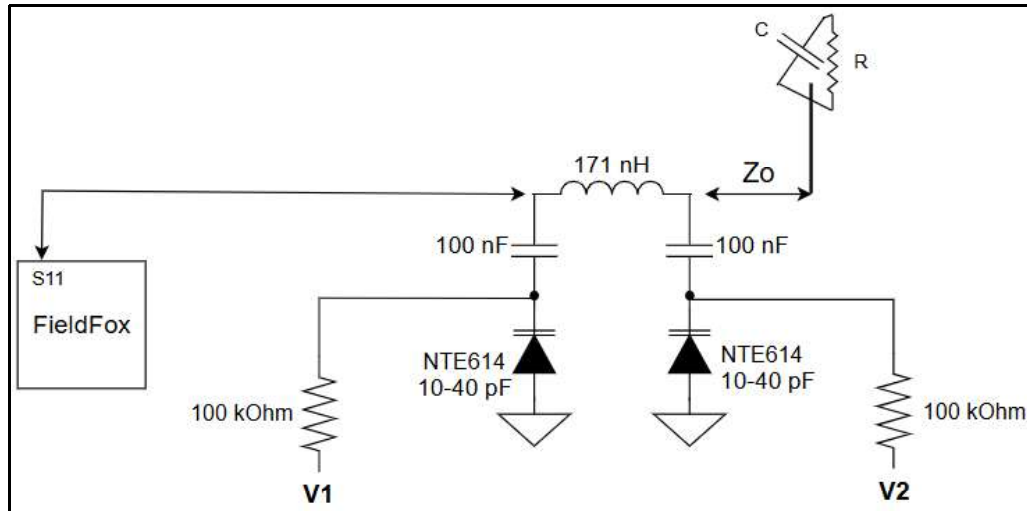 C
R
171 nH
Zo
100 nF
100 nF
S11
FieldFox
NTE614
10-40 pF
NTE614
10-40 pF
100 kOhm
100 kOhm
V1
V2